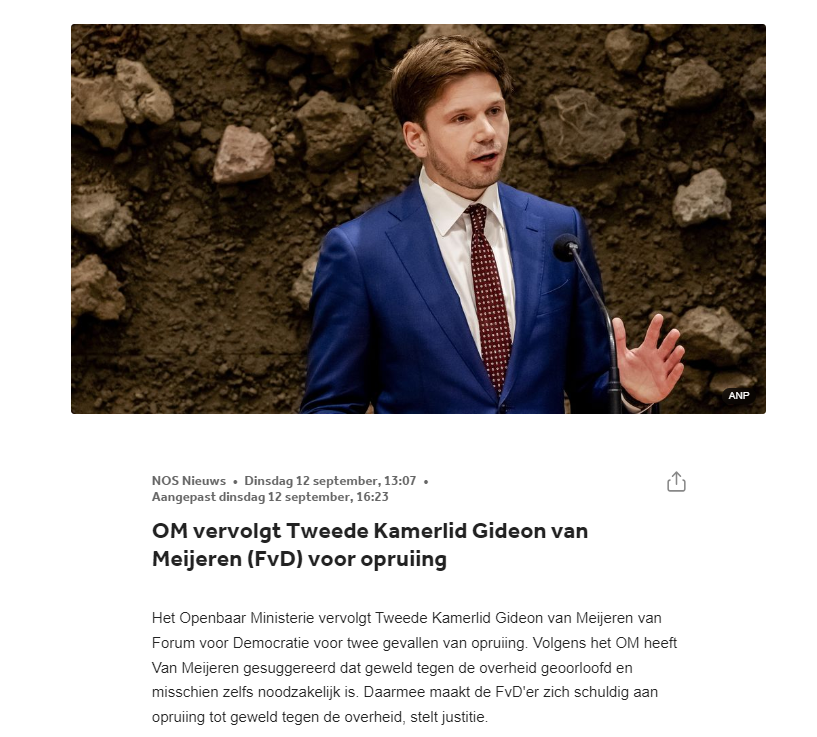 ANP
NOS Nieuws • Dinsdag 12 september, 13:07 •
Aangepast dinsdag 12 september, 16:23
OM vervolgt Tweede Kamerlid Gideon van
Meijeren (FvD) voor opruiing
Het Openbaar Ministerie vervolgt Tweede Kamerlid Gideon van Meijeren van
Forum voor Democratie voor twee gevallen van opruiing. Volgens het OM heeft
Van Meijeren gesuggereerd dat geweld tegen de overheid geoorloofd en
misschien zelfs noodzakelijk is. Daarmee maakt de FvD'er zich schuldig aan
opruiing tot geweld tegen de overheid, stelt justitie.